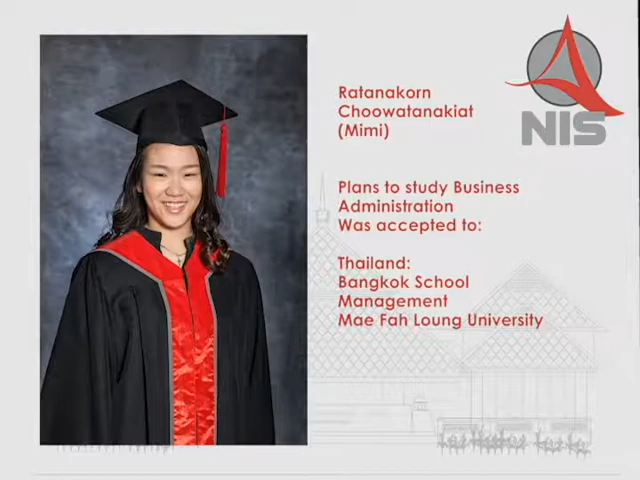 NIS
Ratanakorn
Choowatanakiat
(Mimi)
Plans to study Business
Administration
Was accepted to:
Thailand:
Bangkok School
Management
Mae Fah Loung University